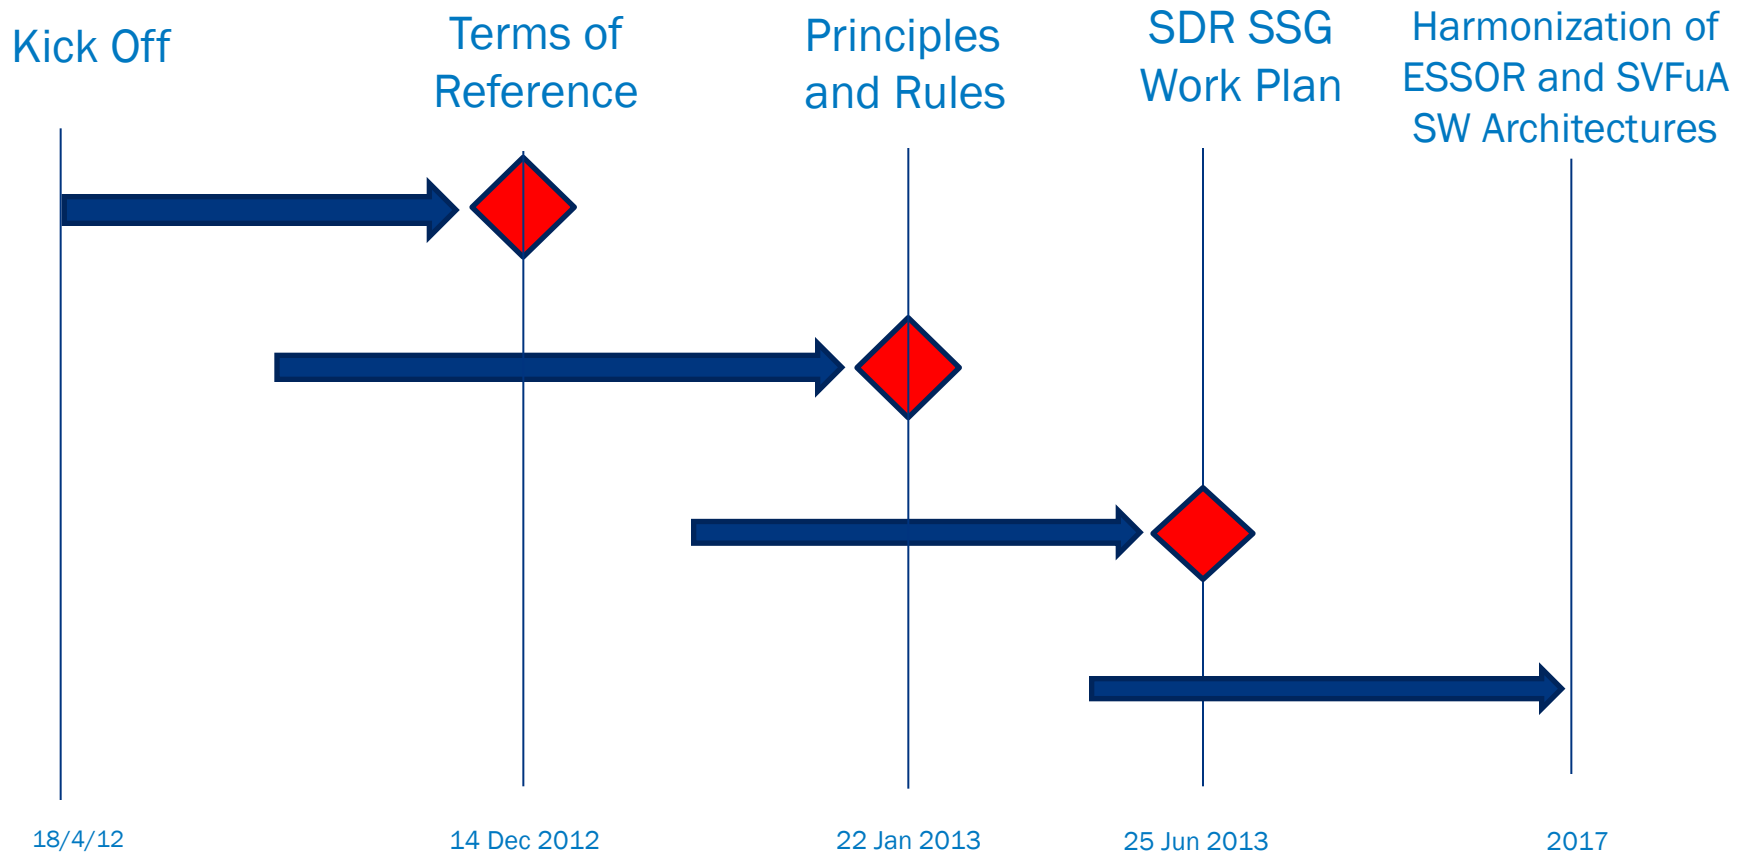 Kick Off
Terms of
Reference
Principles
and Rules
SDR SSG
Work Plan
Harmonization of
ESSOR and SVFuA
SW Architectures
18/4/12
14 Dec 2012
22 Jan 2013
25 Jun 2013
2017